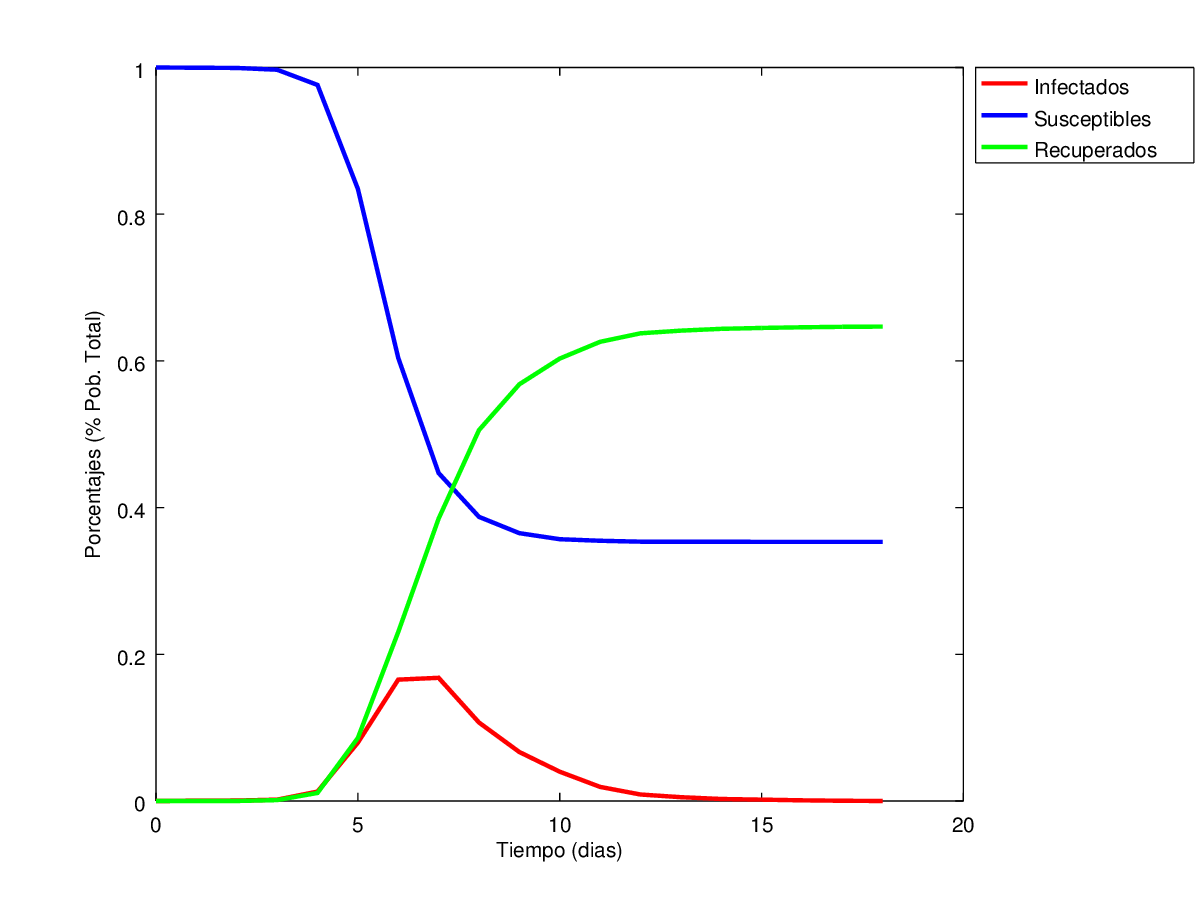 Infectados
Susceptibles
Recuperados
Porcentajes (% Pob. Total)
1
0.8
0.6
0.4
0.2
0
0 5 10 15 20
Tiempo (dias)